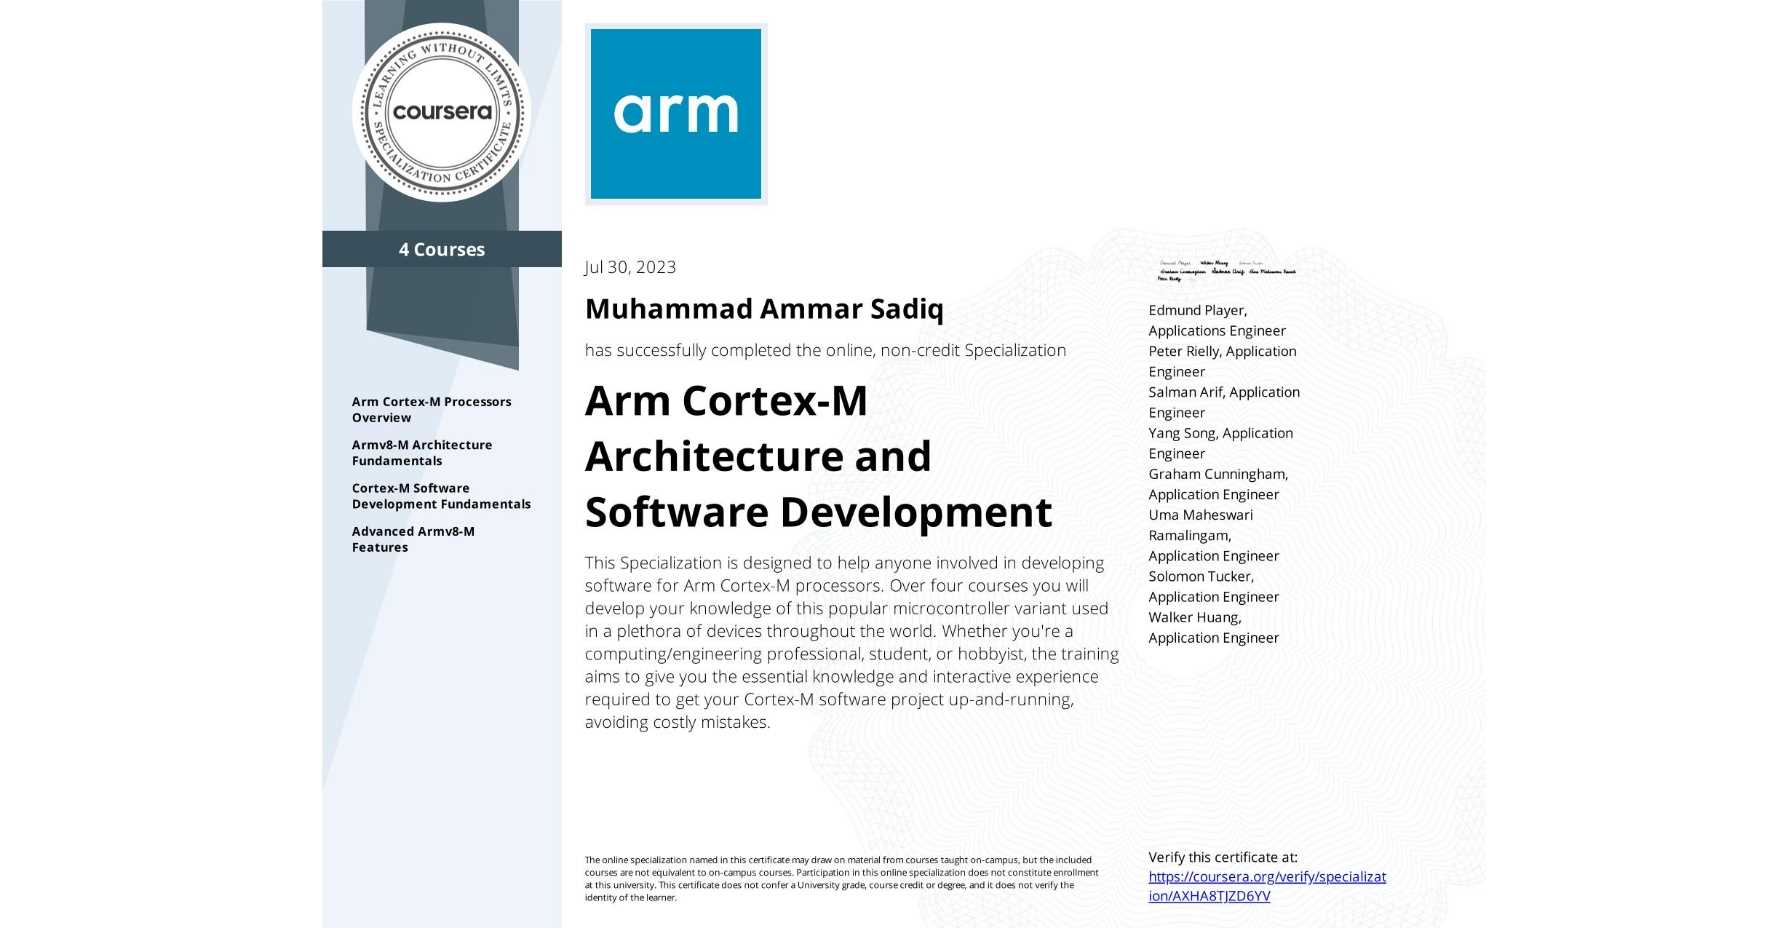 LEARNING WITHOUT LIMITS
coursera
SPECIALIZATION CERTIFICATE
4 Courses
Arm Cortex-M Processors
Overview
Armv8-M Architecture
Fundamentals
Cortex-M Software
Development Fundamentals
Advanced Armv8-M
Features
arm
Jul 30, 2023
Muhammad Ammar Sadiq
has successfully completed the online, non-credit Specialization
Arm Cortex-M
Architecture and
Software Development
This Specialization is designed to help anyone involved in developing
software for Arm Cortex-M processors. Over four courses you will
develop your knowledge of this popular microcontroller variant used
in a plethora of devices throughout the world. Whether you're a
computing/engineering professional, student, or hobbyist, the training
aims to give you the essential knowledge and interactive experience
required to get your Cortex-M software project up-and-running,
avoiding costly mistakes.
Edmund Player,
Applications Engineer
Peter Rielly, Application
Engineer
Salman Arif, Application
Engineer
Yang Song, Application
Engineer
Graham Cunningham,
Application Engineer
Uma Maheswari
Ramalingam,
Application Engineer
Solomon Tucker,
Application Engineer
Walker Huang,
Application Engineer
The online specialization named in this certificate may draw on material from courses taught on-campus, but the included
courses are not equivalent to on-campus courses. Participation in this online specialization does not constitute enrollment
at this university. This certificate does not confer a University grade, course credit or degree, and it does not verify the
identity of the learner.
Verify this certificate at:
https://coursera.org/verify/specializat
ion/AXHA8TJZD6YV